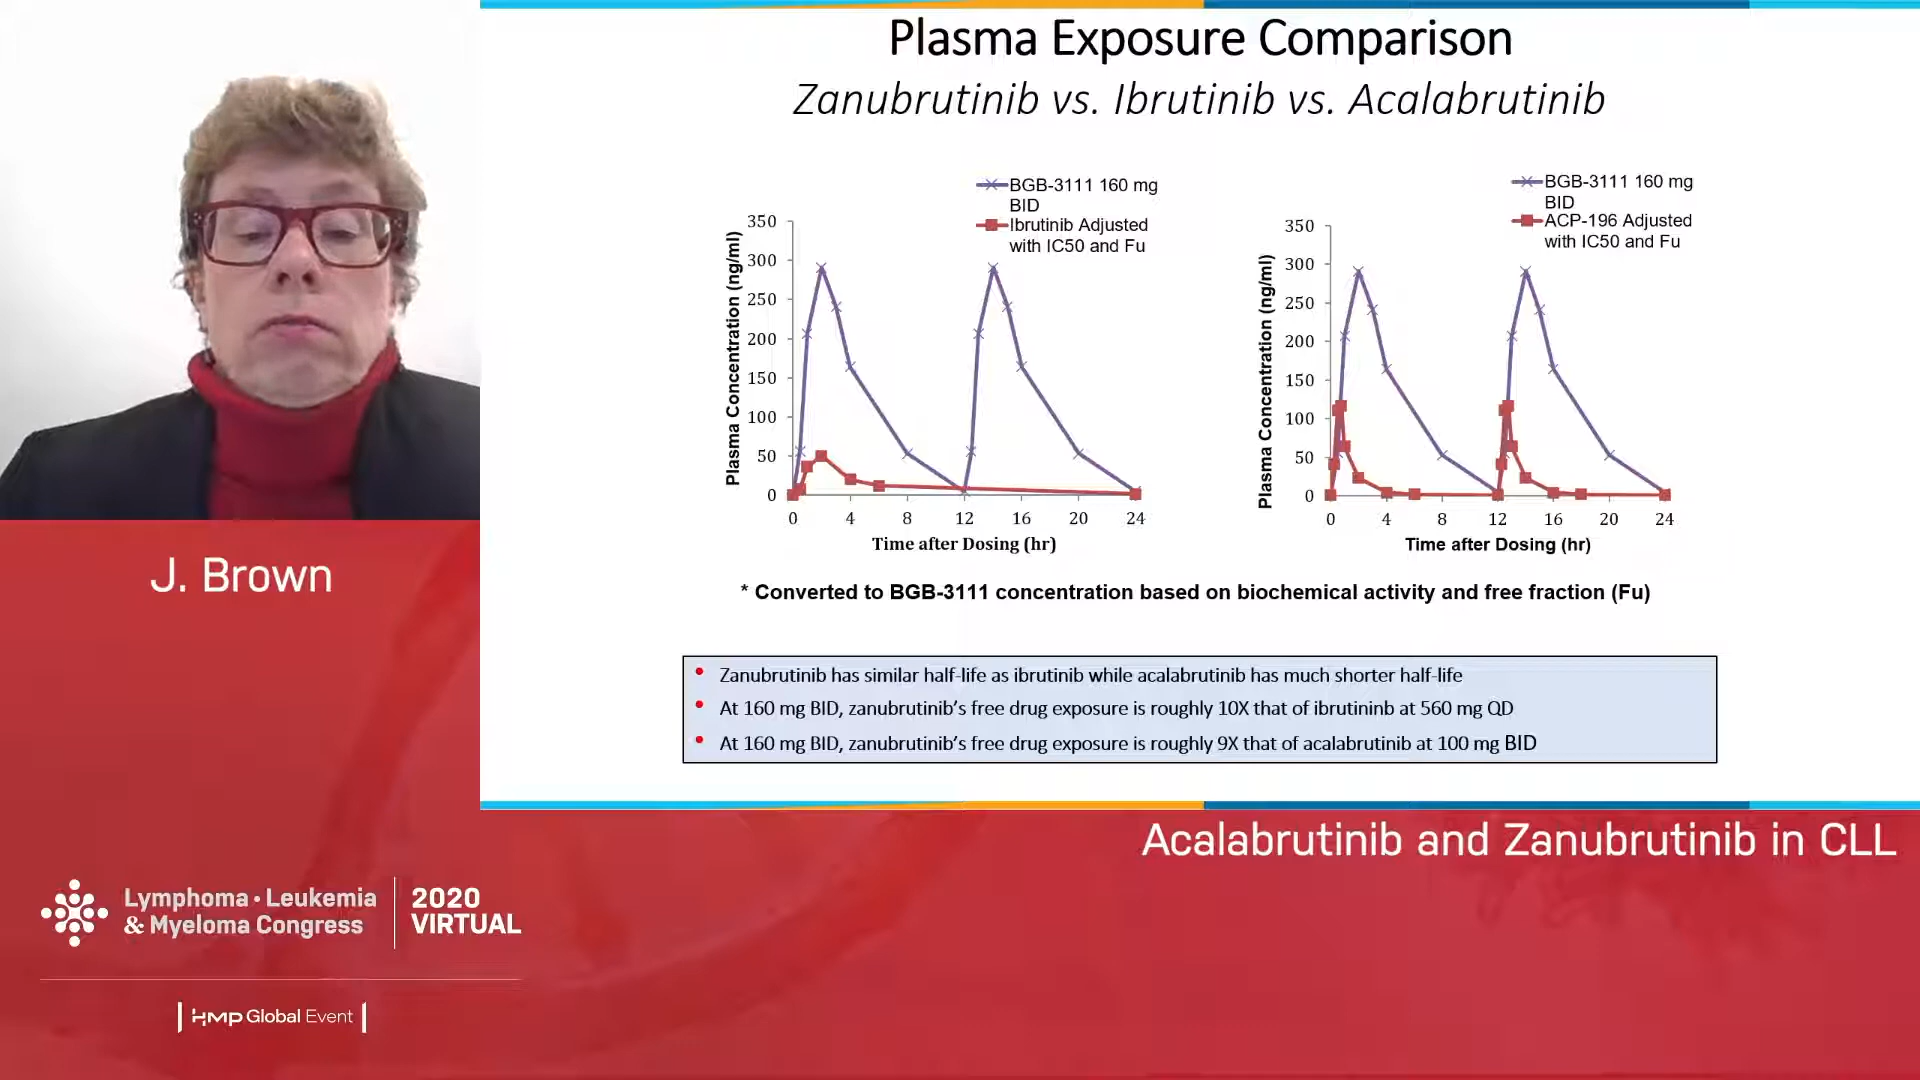 Plasma Exposure Comparison
Zanubrutinib vs. Ibrutinib vs. Acalabrutinib
BGB-3111 160 mg
BID
Ibrutinib Adjusted
with IC50 and Fu
Plasma Concentration (ng/ml)
350
300
250
200
150
100
50
0
0 4 8 12 16 20 24
Time after Dosing (hr)
BGB-3111 160 mg
BID
ACP-196 Adjusted
with IC50 and Fu
Plasma Concentration (ng/ml)
350
300
250
200
150
100
50
0
0 4 8 12 16 20 24
Time after Dosing (hr)
* Converted to BGB-3111 concentration based on biochemical activity and free fraction (Fu)
• Zanubrutinib has similar half-life as ibrutinib while acalabrutinib has much shorter half-life
• At 160 mg BID, zanubrutinib’s free drug exposure is roughly 10X that of ibrutininb at 560 mg QD
• At 160 mg BID, zanubrutinib’s free drug exposure is roughly 9X that of acalabrutinib at 100 mg BID
J. Brown
Acalabrutinib and Zanubrutinib in CLL
Lymphoma • Leukemia
& Myeloma Congress
2020
VIRTUAL
HMP Global Event